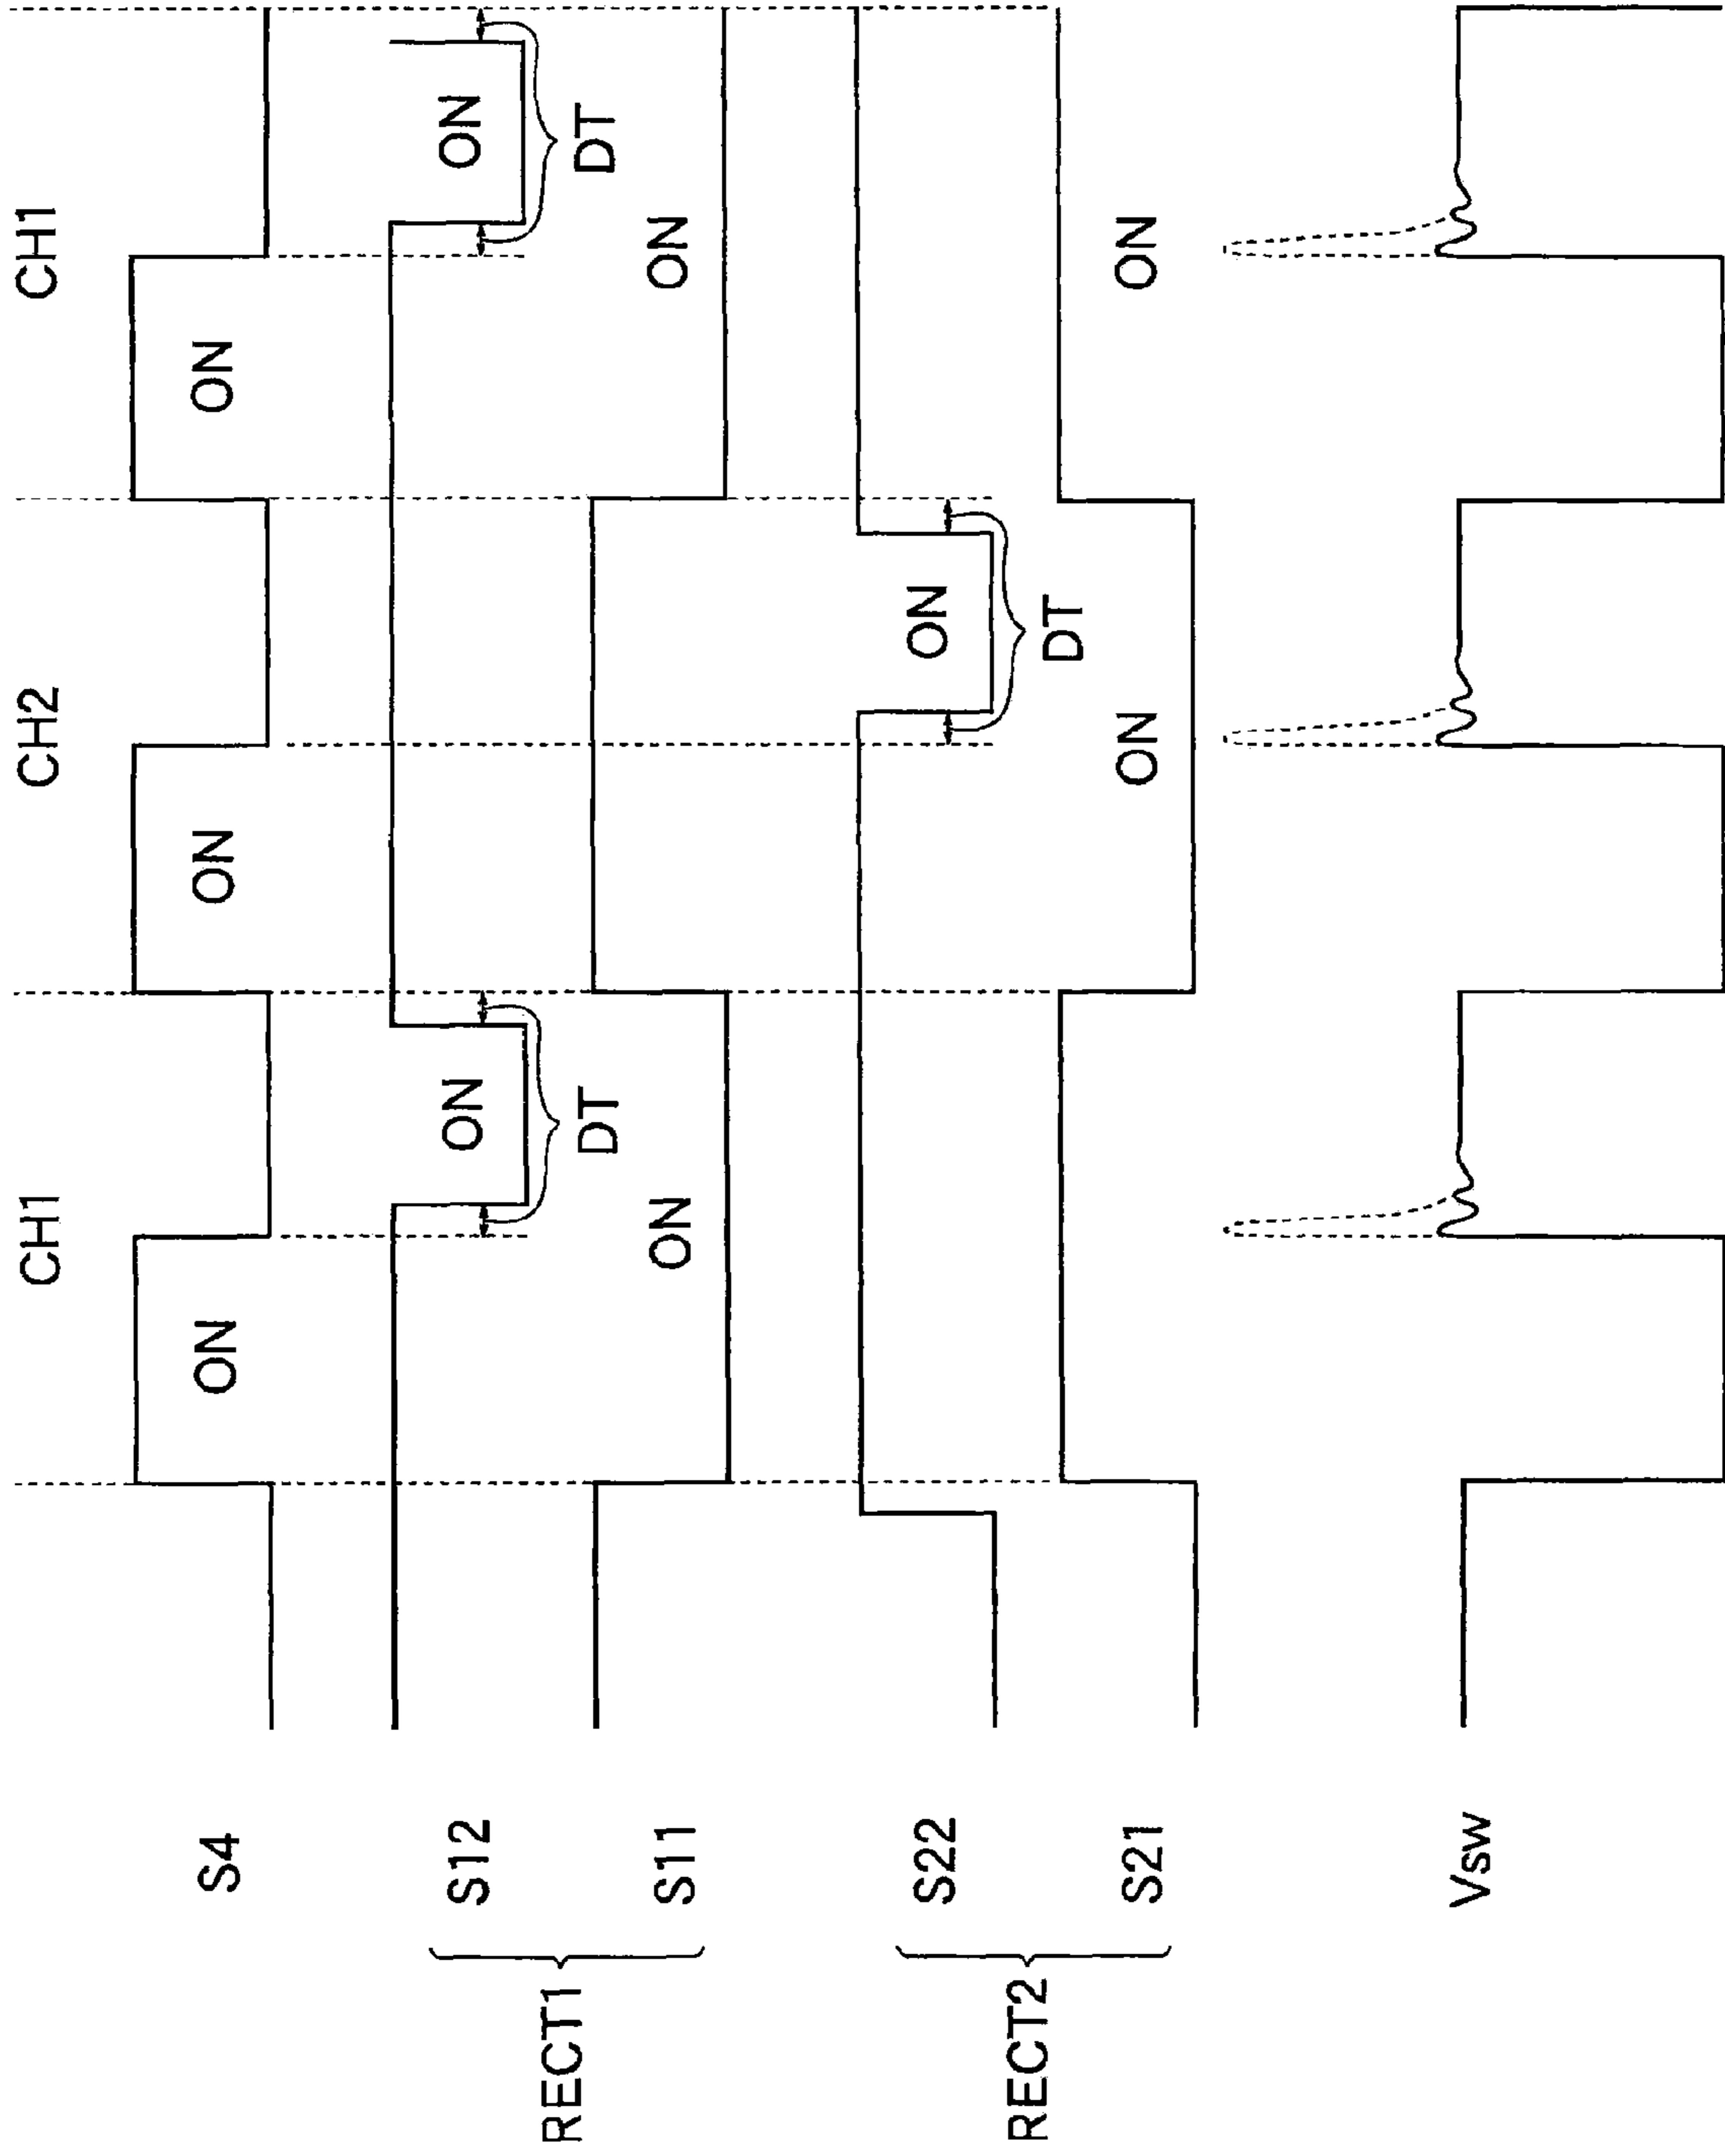 CH1 CH2 CH1
S4 ON ON ON
S12 ON ON
RECT1
DT DT
S11 ON ON
S22 ON
RECT2
DT
S21 ON ON
Vsw